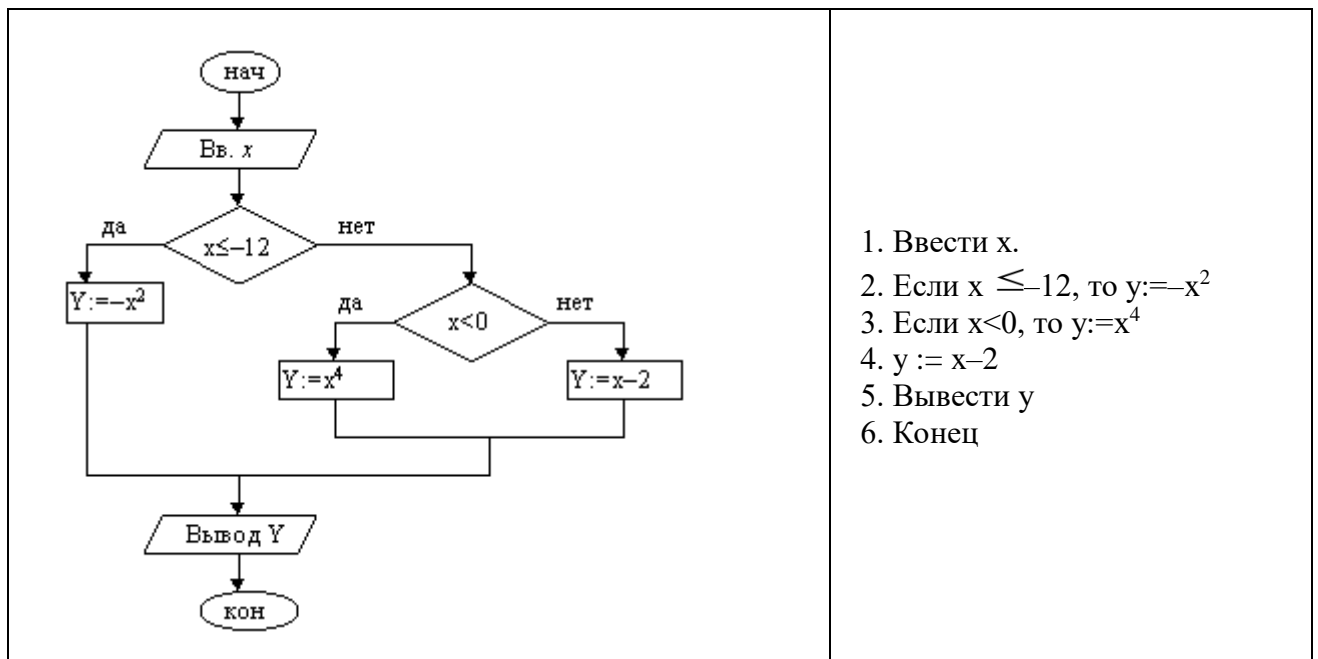 нач
Вв. x
да
нет
x≤–12
Y:=–x²
да
нет
x<0
Y:=x⁴
Y:=x–2
Вывод Y
кон
1. Ввести x.
2. Если x ≤–12, то y:=–x²
3. Если x<0, то y:=x⁴
4. y := x–2
5. Вывести y
6. Конец